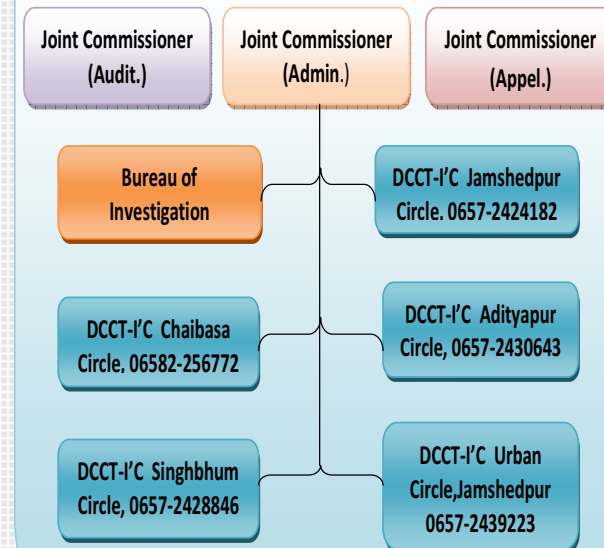 Joint Commissioner
(Audit.)
Joint Commissioner
(Admin.)
Joint Commissioner
(Appel.)
Bureau of
Investigation
DCCT-I'C Jamshedpur
Circle. 0657-2424182
DCCT-I'C Chaibasa
Circle, 06582-256772
DCCT-I'C Adityapur
Circle, 0657-2430643
DCCT-I'C Singhbhum
Circle, 0657-2428846
DCCT-I'C Urban
Circle,Jamshedpur
0657-2439223